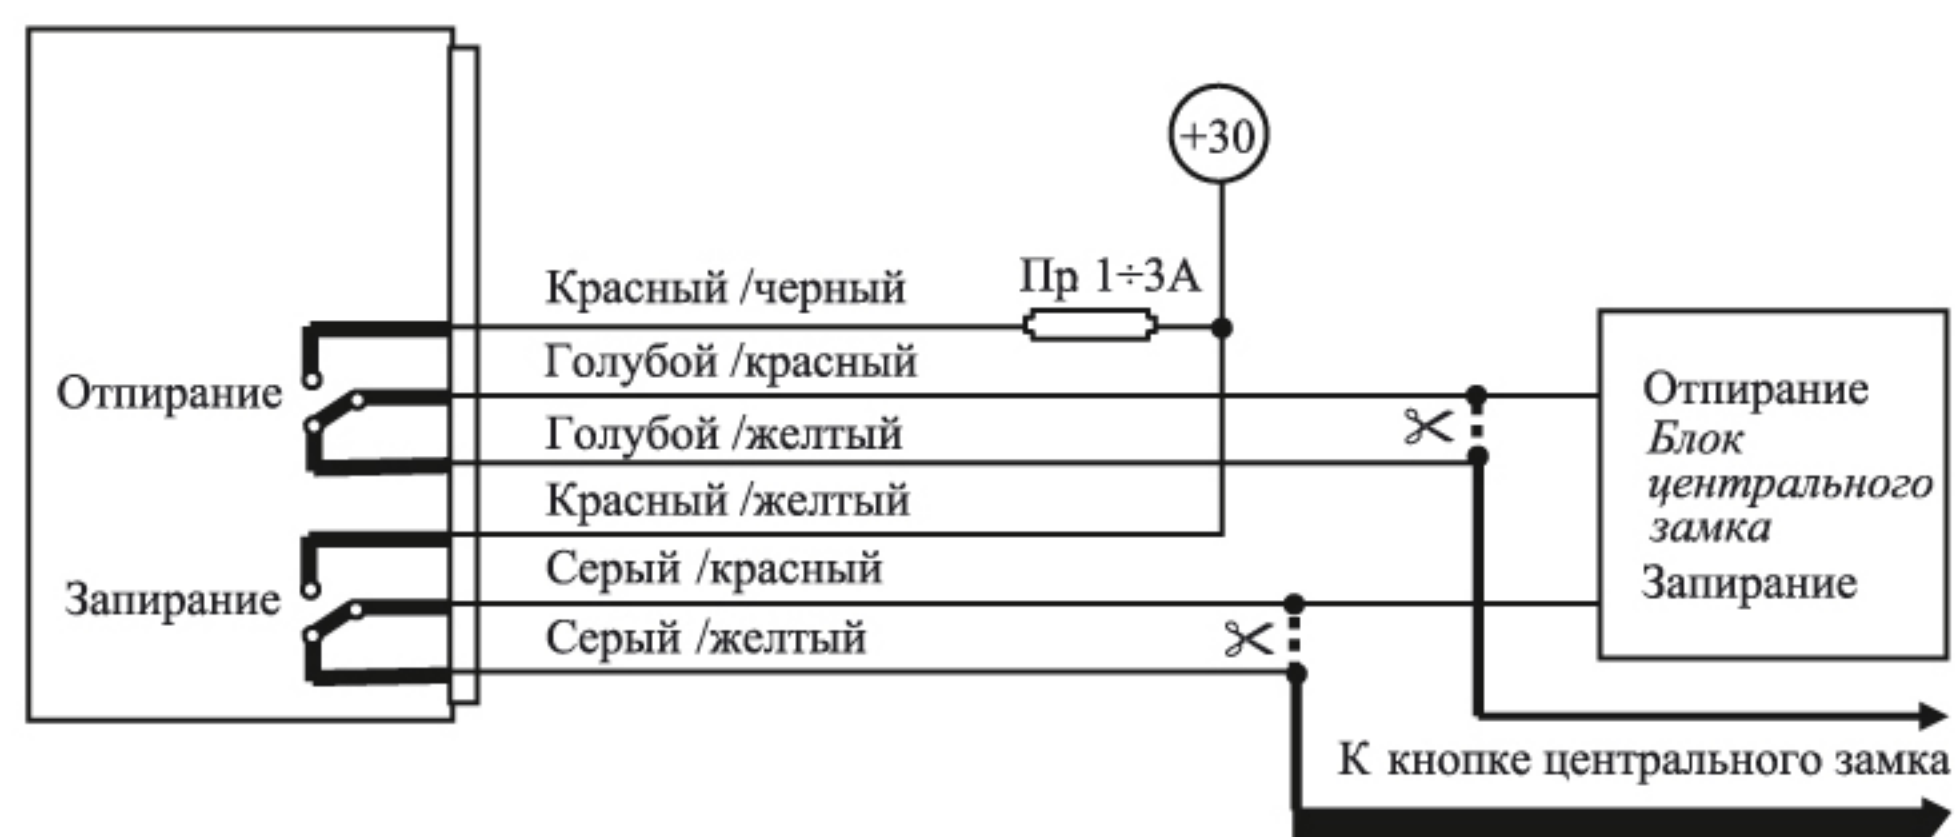 +30
Пр 1÷3А
Красный /черный
Голубой /красный
Голубой /желтый
Красный /желтый
Серый /красный
Серый /желтый
Отпирание
Запирание
Отпирание
Блок
центрального
замка
Запирание
К кнопке центрального замка